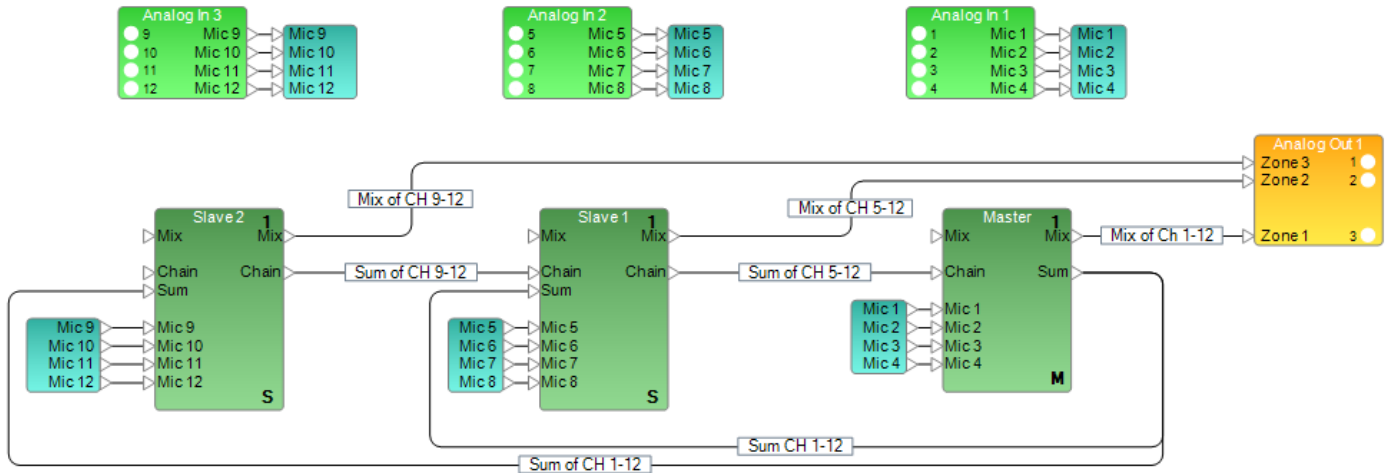 Analog In 3
9 Mic 9 Mic 9
10 Mic 10 Mic 10
11 Mic 11 Mic 11
12 Mic 12 Mic 12
Analog In 2
5 Mic 5 Mic 5
6 Mic 6 Mic 6
7 Mic 7 Mic 7
8 Mic 8 Mic 8
Analog In 1
1 Mic 1 Mic 1
2 Mic 2 Mic 2
3 Mic 3 Mic 3
4 Mic 4 Mic 4
Analog Out 1
Zone 3 1
Zone 2 2
Zone 1 3
Mix of CH 9-12
Mix of CH 5-12
Mix of Ch 1-12
Slave 2 1
Mix Mix
Chain Chain
Sum
Mic 9 Mic 9
Mic 10 Mic 10
Mic 11 Mic 11
Mic 12 Mic 12
S
Sum of CH 9-12
Slave 1 1
Mix Mix
Chain Chain
Sum
Mic 5 Mic 5
Mic 6 Mic 6
Mic 7 Mic 7
Mic 8 Mic 8
S
Sum of CH 5-12
Master 1
Mix Mix
Chain Sum
Mic 1 Mic 1
Mic 2 Mic 2
Mic 3 Mic 3
Mic 4 Mic 4
M
Sum CH 1-12
Sum of CH 1-12